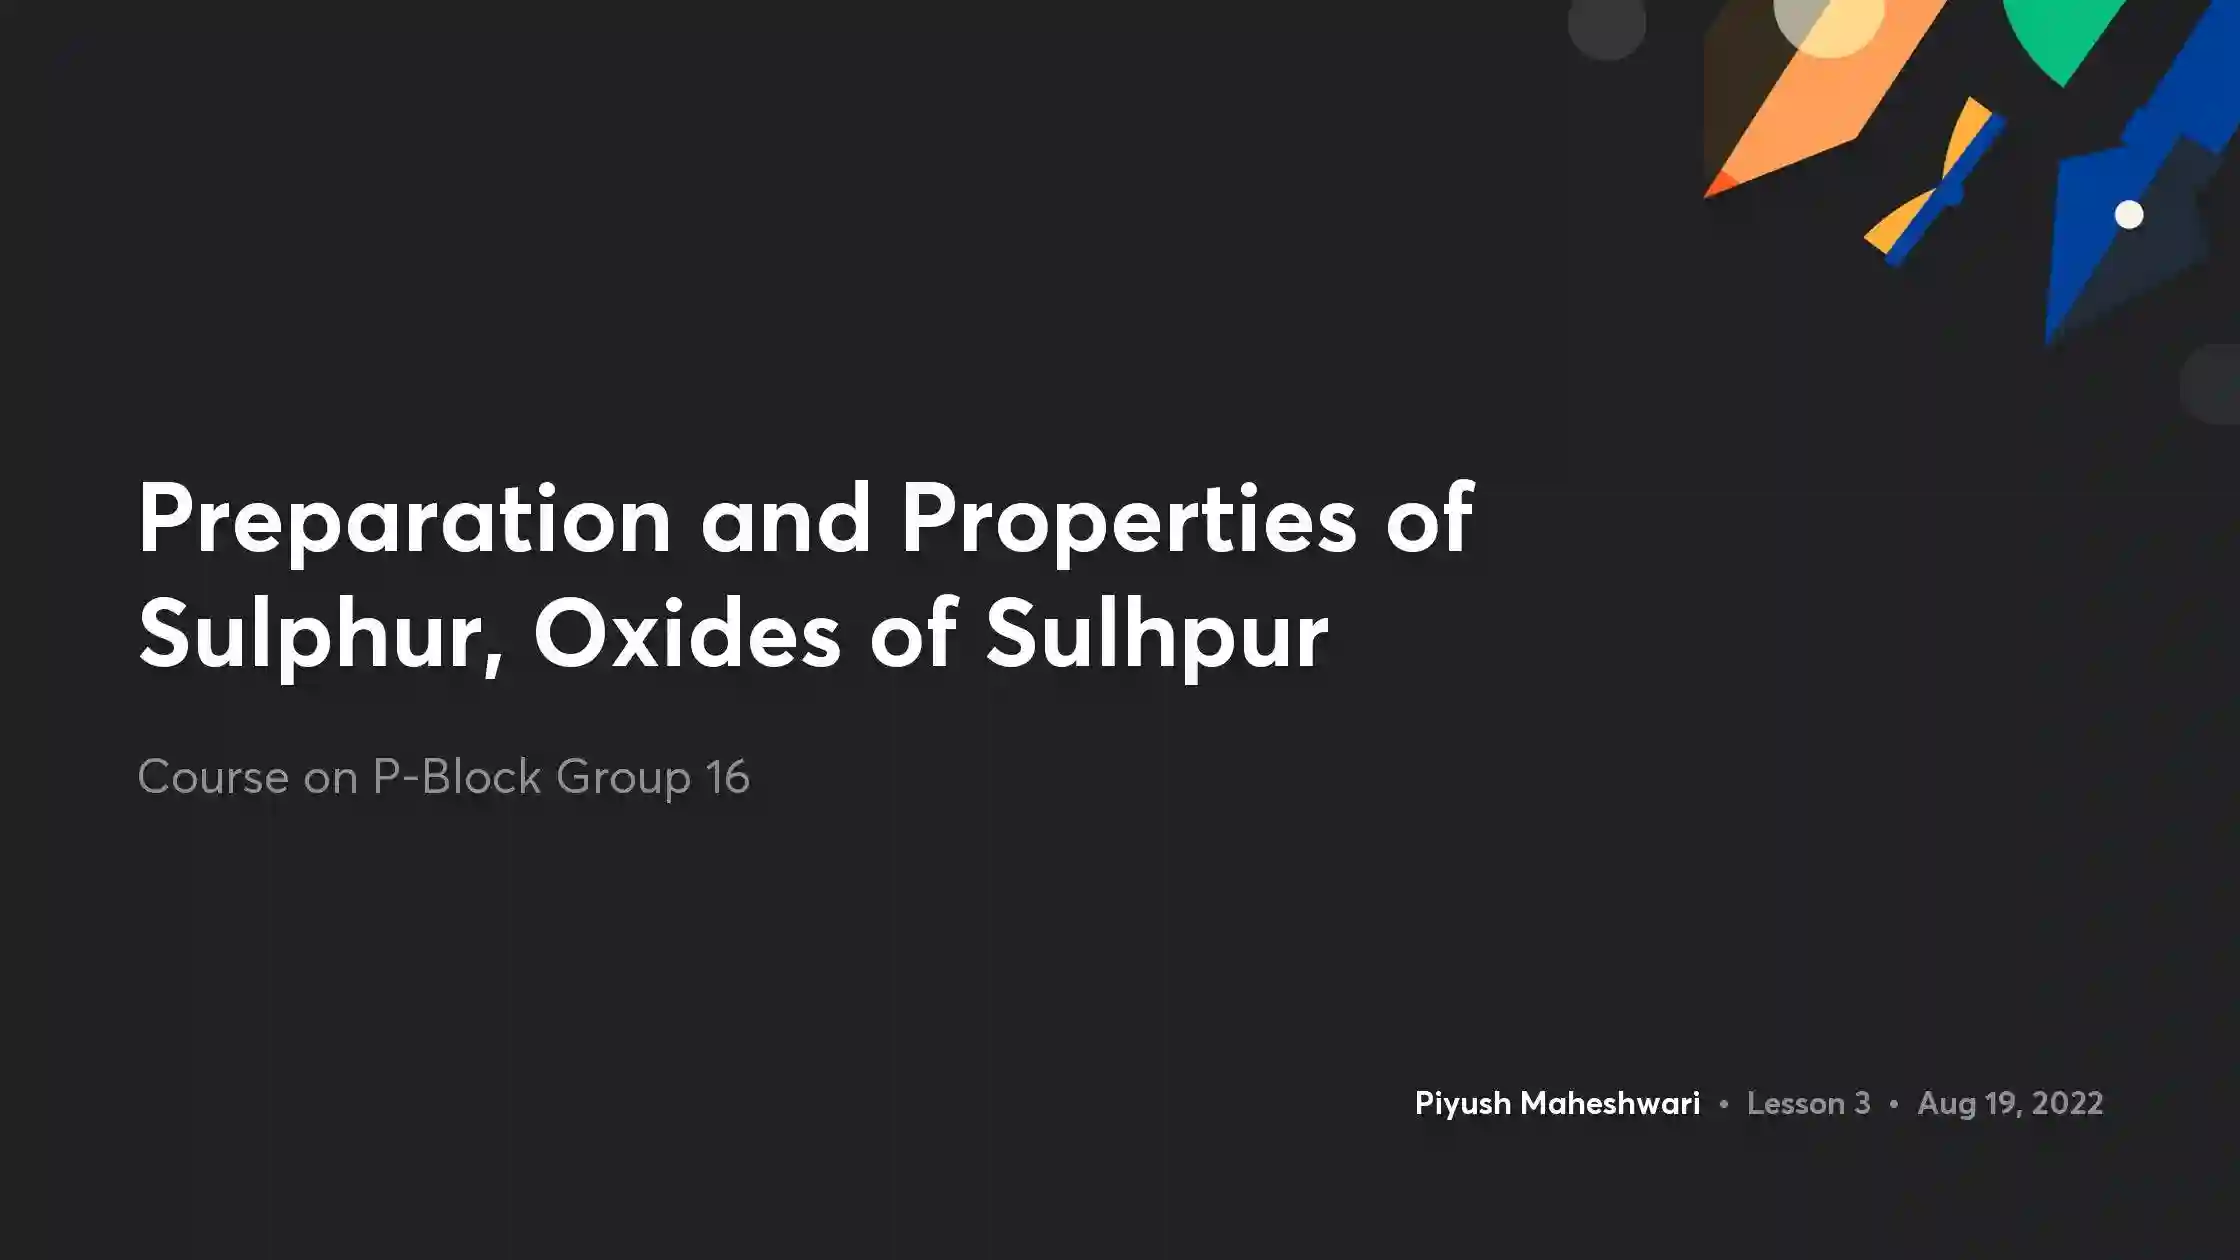 Preparation and Properties of
Sulphur, Oxides of Sulhpur
Course on P-Block Group 16
Piyush Maheshwari • Lesson 3 • Aug 19, 2022